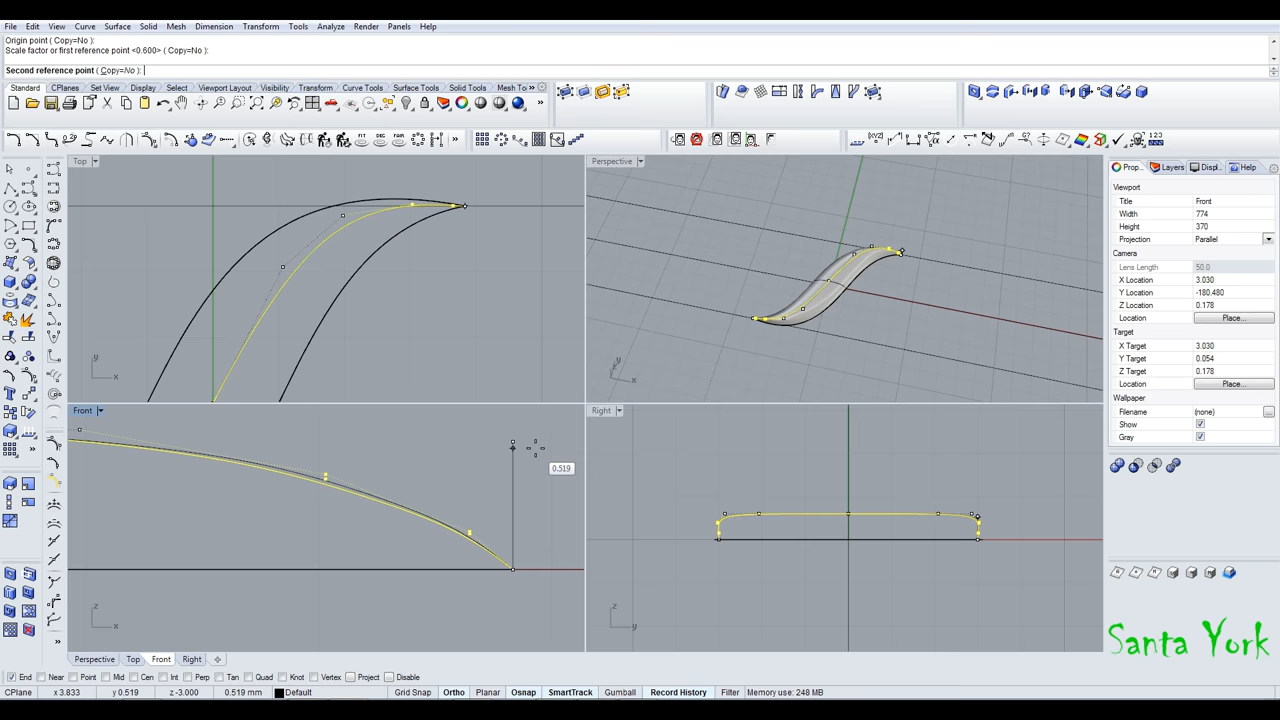 File Edit View Curve Surface Solid Mesh Dimension Transform Tools Analyze Render Panels Help
Origin point ( Copy=No ):
Scale factor or first reference point <0.600> ( Copy=No ):
Second reference point ( Copy=No ):
Standard CPlanes Set View Display Select Viewport Layout Visibility Transform Curve Tools Surface Tools Solid Tools Mesh To »
Top
Perspective
Prop... Layers Displ... Help
Viewport
Title Front
Width 774
Height 370
Projection Parallel
Camera
Lens Length 50.0
X Location 3.030
Y Location -180.480
Z Location 0.178
Location Place...
Target
X Target 3.030
Y Target 0.054
Z Target 0.178
Location Place...
Wallpaper
Filename (none)
Show
Gray
y
x
y
x
Front
Right
0.519
z
x
z
y
Santa York
Perspective Top Front Right
End Near Point Mid Cen Int Perp Tan Quad Knot Vertex Project Disable
CPlane x 3.833 y 0.519 z -3.000 0.519 mm Default Grid Snap Ortho Planar Osnap SmartTrack Gumball Record History Filter Memory use: 248 MB